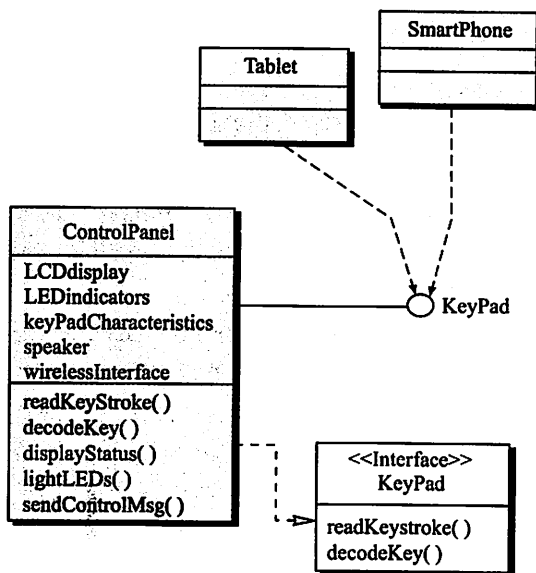 SmartPhone
Tablet
ControlPanel
LCDdisplay
LEDindicators
keyPadCharacteristics
speaker
wirelessInterface
readKeyStroke( )
decodeKey( )
displayStatus( )
lightLEDs( )
sendControlMsg( )
KeyPad
<<Interface>>
KeyPad
readKeystroke( )
decodeKey( )